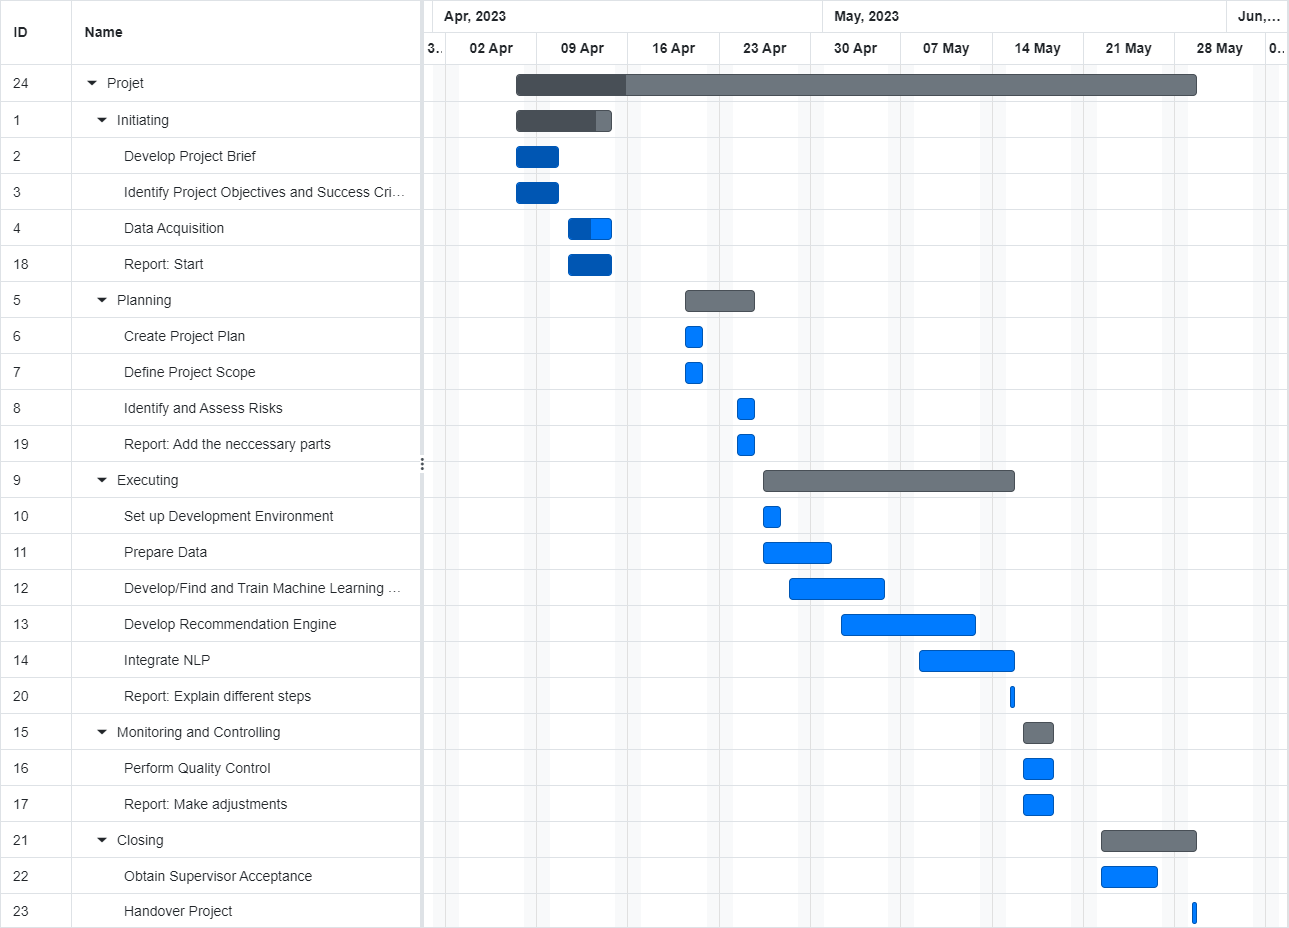 ID Name Apr, 2023 May, 2023 Jun,...
3.. 02 Apr 09 Apr 16 Apr 23 Apr 30 Apr 07 May 14 May 21 May 28 May 0..
24 Projet
1 Initiating
2 Develop Project Brief
3 Identify Project Objectives and Success Cri...
4 Data Acquisition
18 Report: Start
5 Planning
6 Create Project Plan
7 Define Project Scope
8 Identify and Assess Risks
19 Report: Add the neccessary parts
9 Executing
10 Set up Development Environment
11 Prepare Data
12 Develop/Find and Train Machine Learning ...
13 Develop Recommendation Engine
14 Integrate NLP
20 Report: Explain different steps
15 Monitoring and Controlling
16 Perform Quality Control
17 Report: Make adjustments
21 Closing
22 Obtain Supervisor Acceptance
23 Handover Project